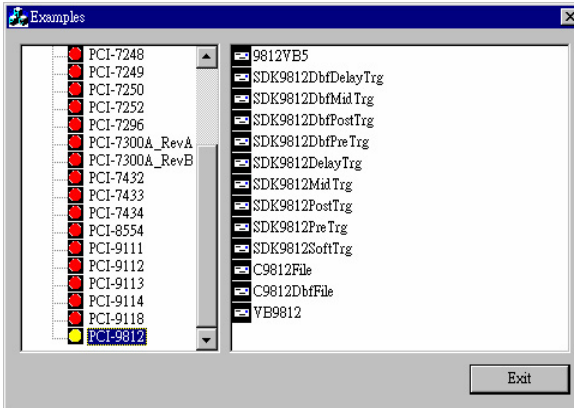 Examples
PCI-7248
PCI-7249
PCI-7250
PCI-7252
PCI-7296
PCI-7300A_RevA
PCI-7300A_RevB
PCI-7432
PCI-7433
PCI-7434
PCI-8554
PCI-9111
PCI-9112
PCI-9113
PCI-9114
PCI-9118
PCI-9812
9812VB5
SDK9812DbfDelayTrg
SDK9812DbfMidTrg
SDK9812DbfPostTrg
SDK9812DbfPreTrg
SDK9812DelayTrg
SDK9812MidTrg
SDK9812PostTrg
SDK9812PreTrg
SDK9812SoftTrg
C9812File
C9812DbfFile
VB9812
Exit